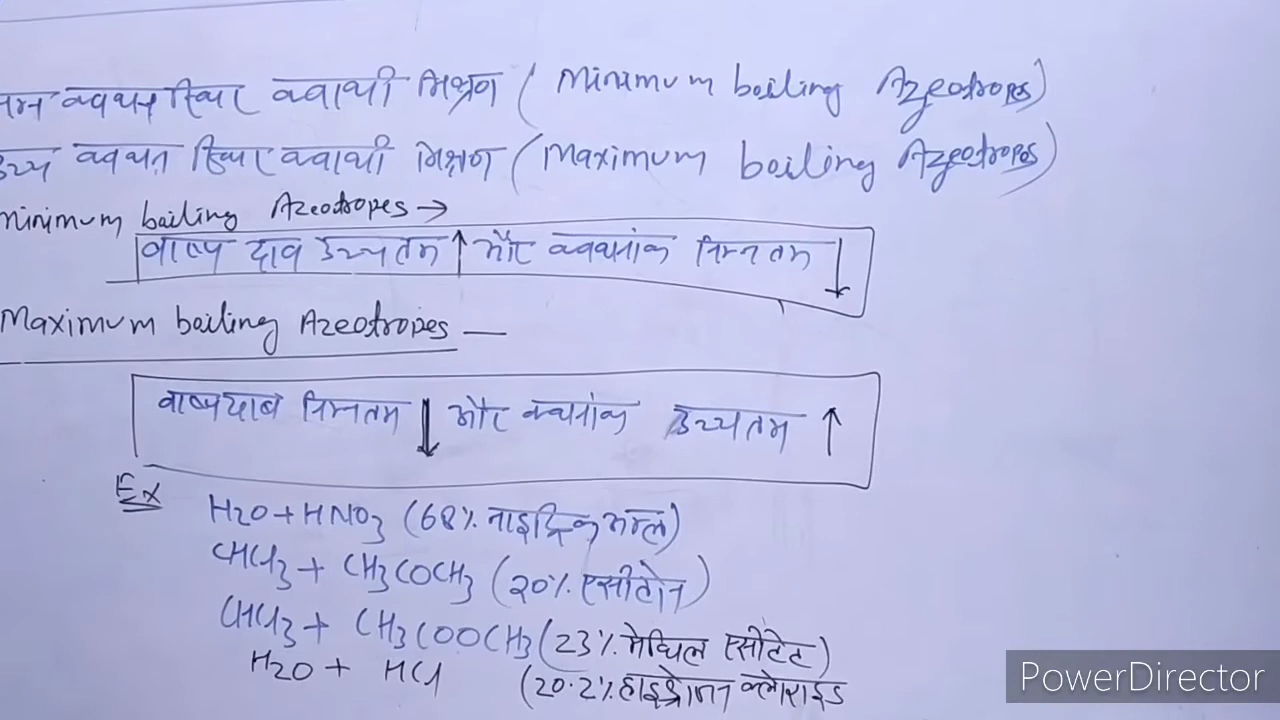 क्वथन स्थिर क्वाथी मिश्रण ( Minimum boiling Azeotropes)
उच्च क्वथन स्थिर क्वाथी मिश्रण (Maximum boiling Azeotropes)
Minimum boiling Azeotropes →
वाष्प दाब उच्चतम ↑ और क्वथनांक निम्नतम ↓
Maximum boiling Azeotropes —
वाष्पदाब निम्नतम ↓ और क्वथनांक उच्चतम ↑
Ex
H2O + HNO3 (68% नाइट्रिक अम्ल)
CHCl3 + CH3COCH3 (20% एसीटोन)
CHCl3 + CH3COOCH3 (23% मेथिल एसीटेट)
H2O + HCl (20.2% हाइड्रोजन क्लोराइड
PowerDirector